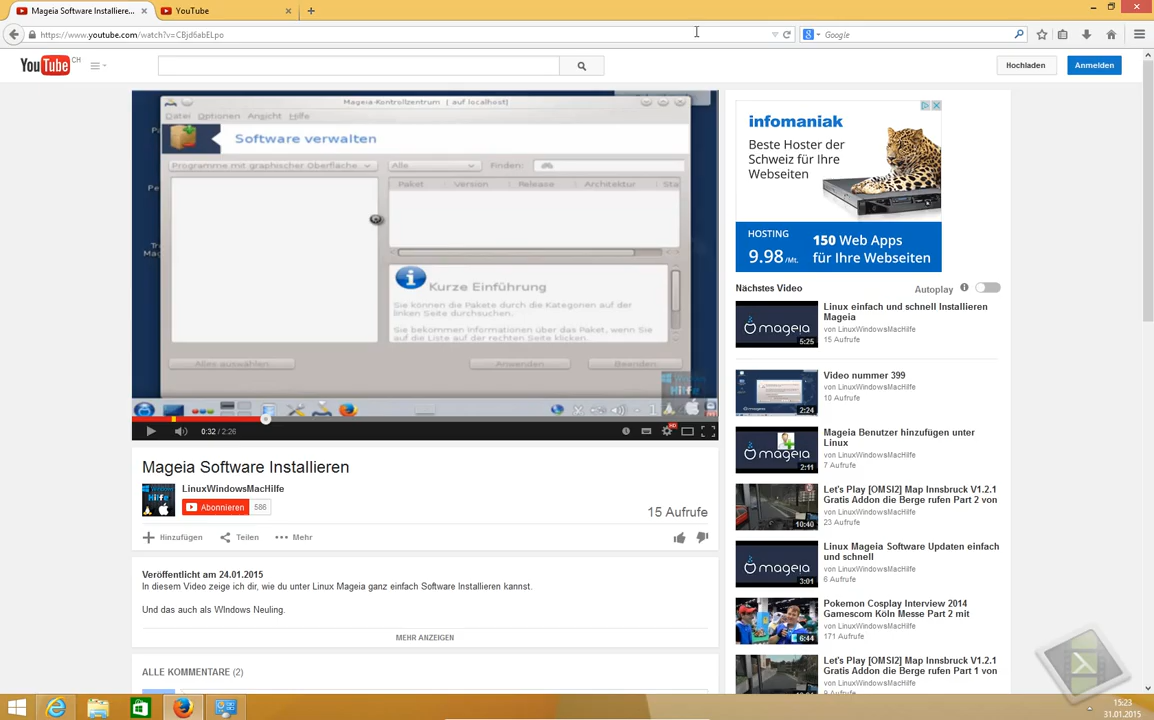 Mageia Software Installiere...
YouTube
https://www.youtube.com/watch?v=CBjd6abELpo
Google
YouTube CH
Hochladen
Anmelden
Mageia-Kontrollzentrum [ auf localhost]
Datei Optionen Ansicht Hilfe
Software verwalten
Programme mit graphischer Oberfläche
Alle
Finden:
Paket Version Release Architektur Sta
Kurze Einführung
Sie können die Pakete durch die Kategorien auf der
linken Seite durchsuchen.
Sie bekommen Informationen über das Paket, wenn Sie
auf die Liste auf der rechten Seite klicken.
Alles auswählen
Anwenden
Beenden
Hilfe
0:32 / 2:26
HD
Mageia Software Installieren
LinuxWindowsMacHilfe
Abonnieren 586
15 Aufrufe
Hinzufügen Teilen Mehr
Veröffentlicht am 24.01.2015
In diesem Video zeige ich dir, wie du unter Linux Mageia ganz einfach Software Installieren kannst.
Und das auch als WIndows Neuling.
MEHR ANZEIGEN
ALLE KOMMENTARE (2)
infomaniak
Beste Hoster der
Schweiz für Ihre
Webseiten
HOSTING
9.98 /Mt.
150 Web Apps
für Ihre Webseiten
Nächstes Video
Autoplay
mageia
5:25
Linux einfach und schnell Installieren
Mageia
von LinuxWindowsMacHilfe
15 Aufrufe
2:24
Video nummer 399
von LinuxWindowsMacHilfe
10 Aufrufe
mageia
2:11
Mageia Benutzer hinzufügen unter
Linux
von LinuxWindowsMacHilfe
7 Aufrufe
10:40
Let's Play [OMSI2] Map Innsbruck V1.2.1
Gratis Addon die Berge rufen Part 2 von
von LinuxWindowsMacHilfe
23 Aufrufe
mageia
3:01
Linux Mageia Software Updaten einfach
und schnell
von LinuxWindowsMacHilfe
6 Aufrufe
6:44
Pokemon Cosplay Interview 2014
Gamescom Köln Messe Part 2 mit
von LinuxWindowsMacHilfe
171 Aufrufe
Let's Play [OMSI2] Map Innsbruck V1.2.1
Gratis Addon die Berge rufen Part 1 von
von LinuxWindowsMacHilfe
9 Aufrufe
15:23
31.01.2015